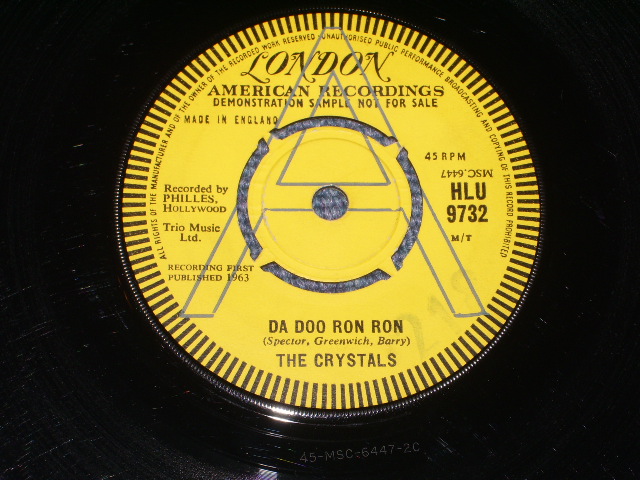 ALL RIGHTS OF THE MANUFACTURER AND OF THE OWNER OF THE RECORDED WORK RESERVED · UNAUTHORISED PUBLIC PERFORMANCE BROADCASTING AND COPYING OF THIS RECORD PROHIBITED
LONDON
AMERICAN RECORDINGS
DEMONSTRATION SAMPLE NOT FOR SALE
MADE IN ENGLAND
A
45 RPM
MSC.6447
HLU
9732
M/T
Recorded by
PHILLES,
HOLLYWOOD
Trio Music
Ltd.
RECORDING FIRST
PUBLISHED 1963
DA DOO RON RON
(Spector, Greenwich, Barry)
THE CRYSTALS
45-MSC-6447-2C